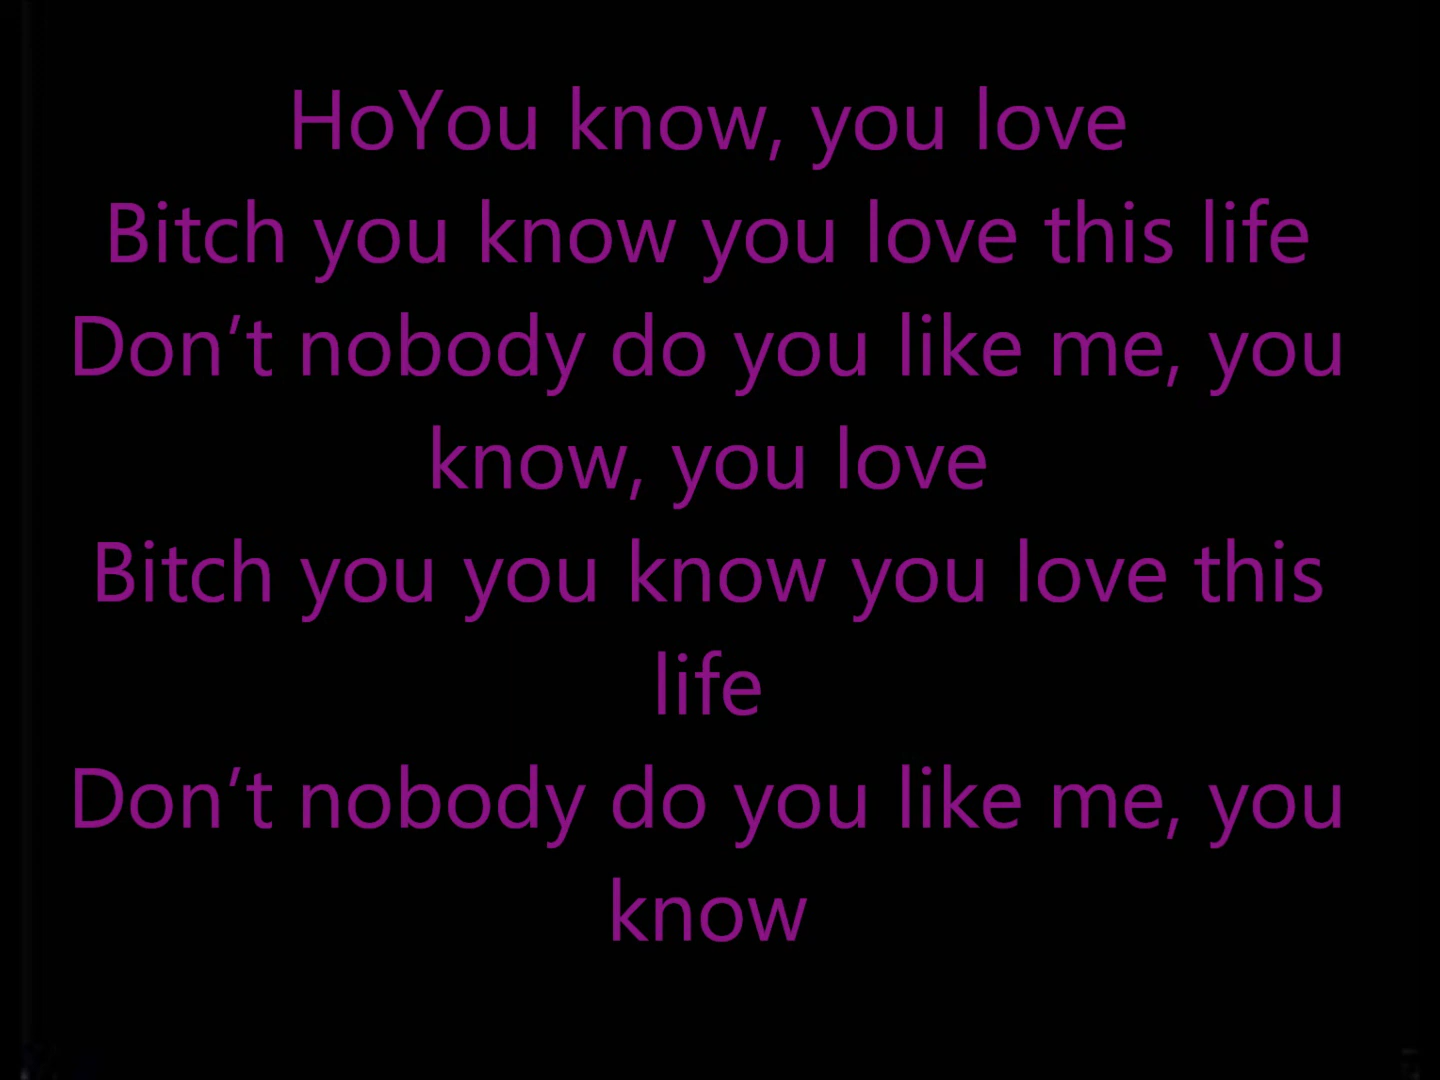 HoYou know, you love
Bitch you know you love this life
Don’t nobody do you like me, you
know, you love
Bitch you you know you love this
life
Don’t nobody do you like me, you
know